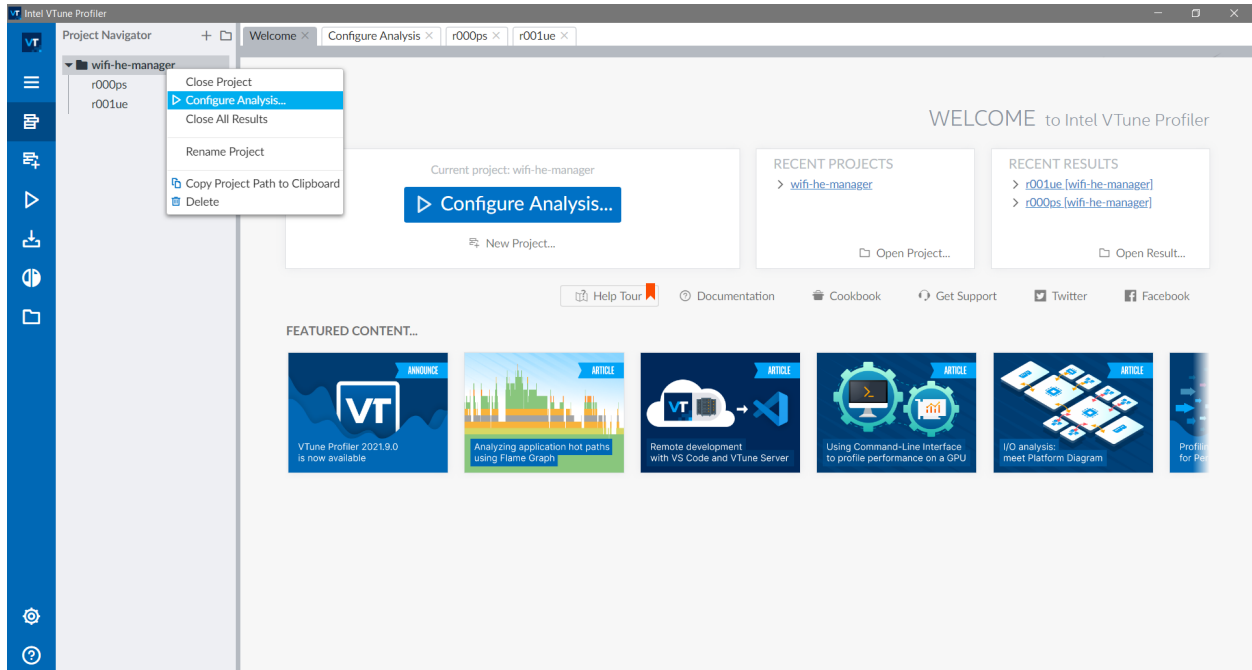 VT Intel VTune Profiler
VT
Project Navigator
Welcome
Configure Analysis
r000ps
r001ue
wifi-he-manager
r000ps
r001ue
Close Project
Configure Analysis...
Close All Results
Rename Project
Copy Project Path to Clipboard
Delete
WELCOME to Intel VTune Profiler
Current project: wifi-he-manager
Configure Analysis...
New Project...
RECENT PROJECTS
wifi-he-manager
Open Project...
RECENT RESULTS
r001ue [wifi-he-manager]
r000ps [wifi-he-manager]
Open Result...
Help Tour
Documentation
Cookbook
Get Support
Twitter
Facebook
FEATURED CONTENT...
ANNOUNCE
VT
VTune Profiler 2021.9.0
is now available
ARTICLE
Analyzing application hot paths
using Flame Graph
ARTICLE
VT
Remote development
with VS Code and VTune Server
ARTICLE
Using Command-Line Interface
to profile performance on a GPU
ARTICLE
I/O analysis:
meet Platform Diagram
for